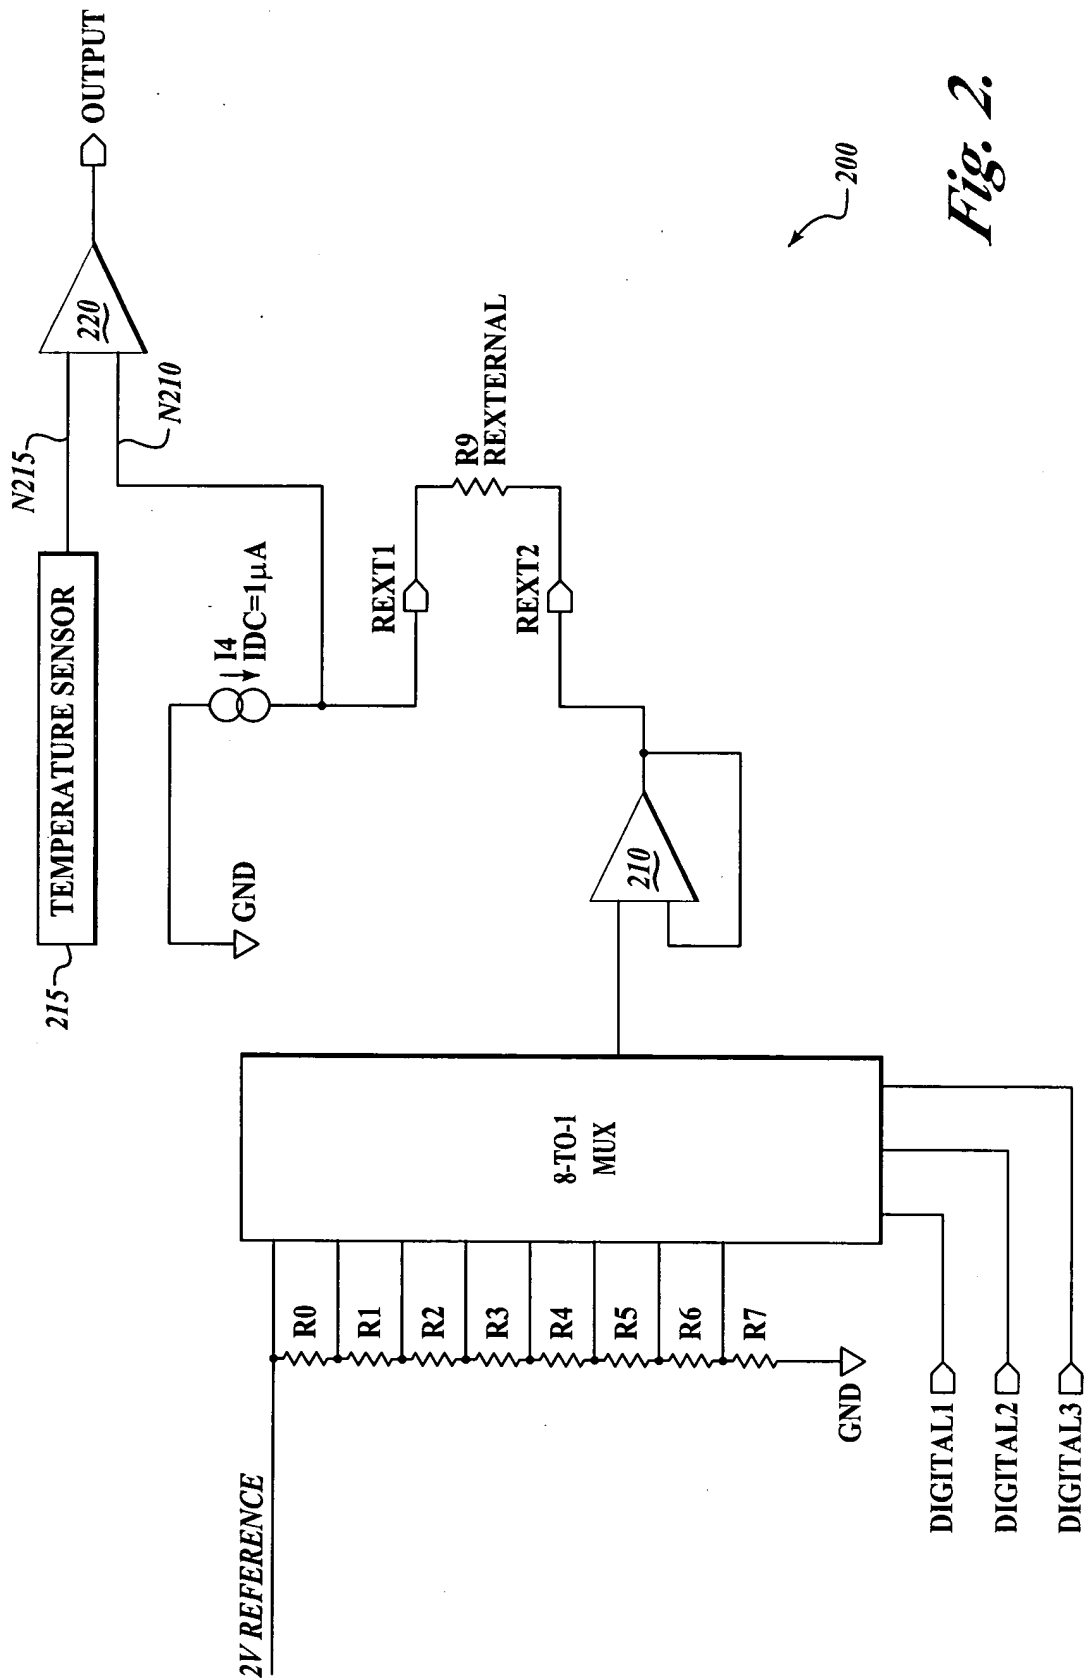 215
TEMPERATURE SENSOR
N215
N210
220
OUTPUT
GND
I4
IDC=1µA
REXT1
R9
REXTERNAL
REXT2
210
8-TO-1
MUX
2V REFERENCE
R0
R1
R2
R3
R4
R5
R6
R7
GND
DIGITAL1
DIGITAL2
DIGITAL3
200
Fig. 2.